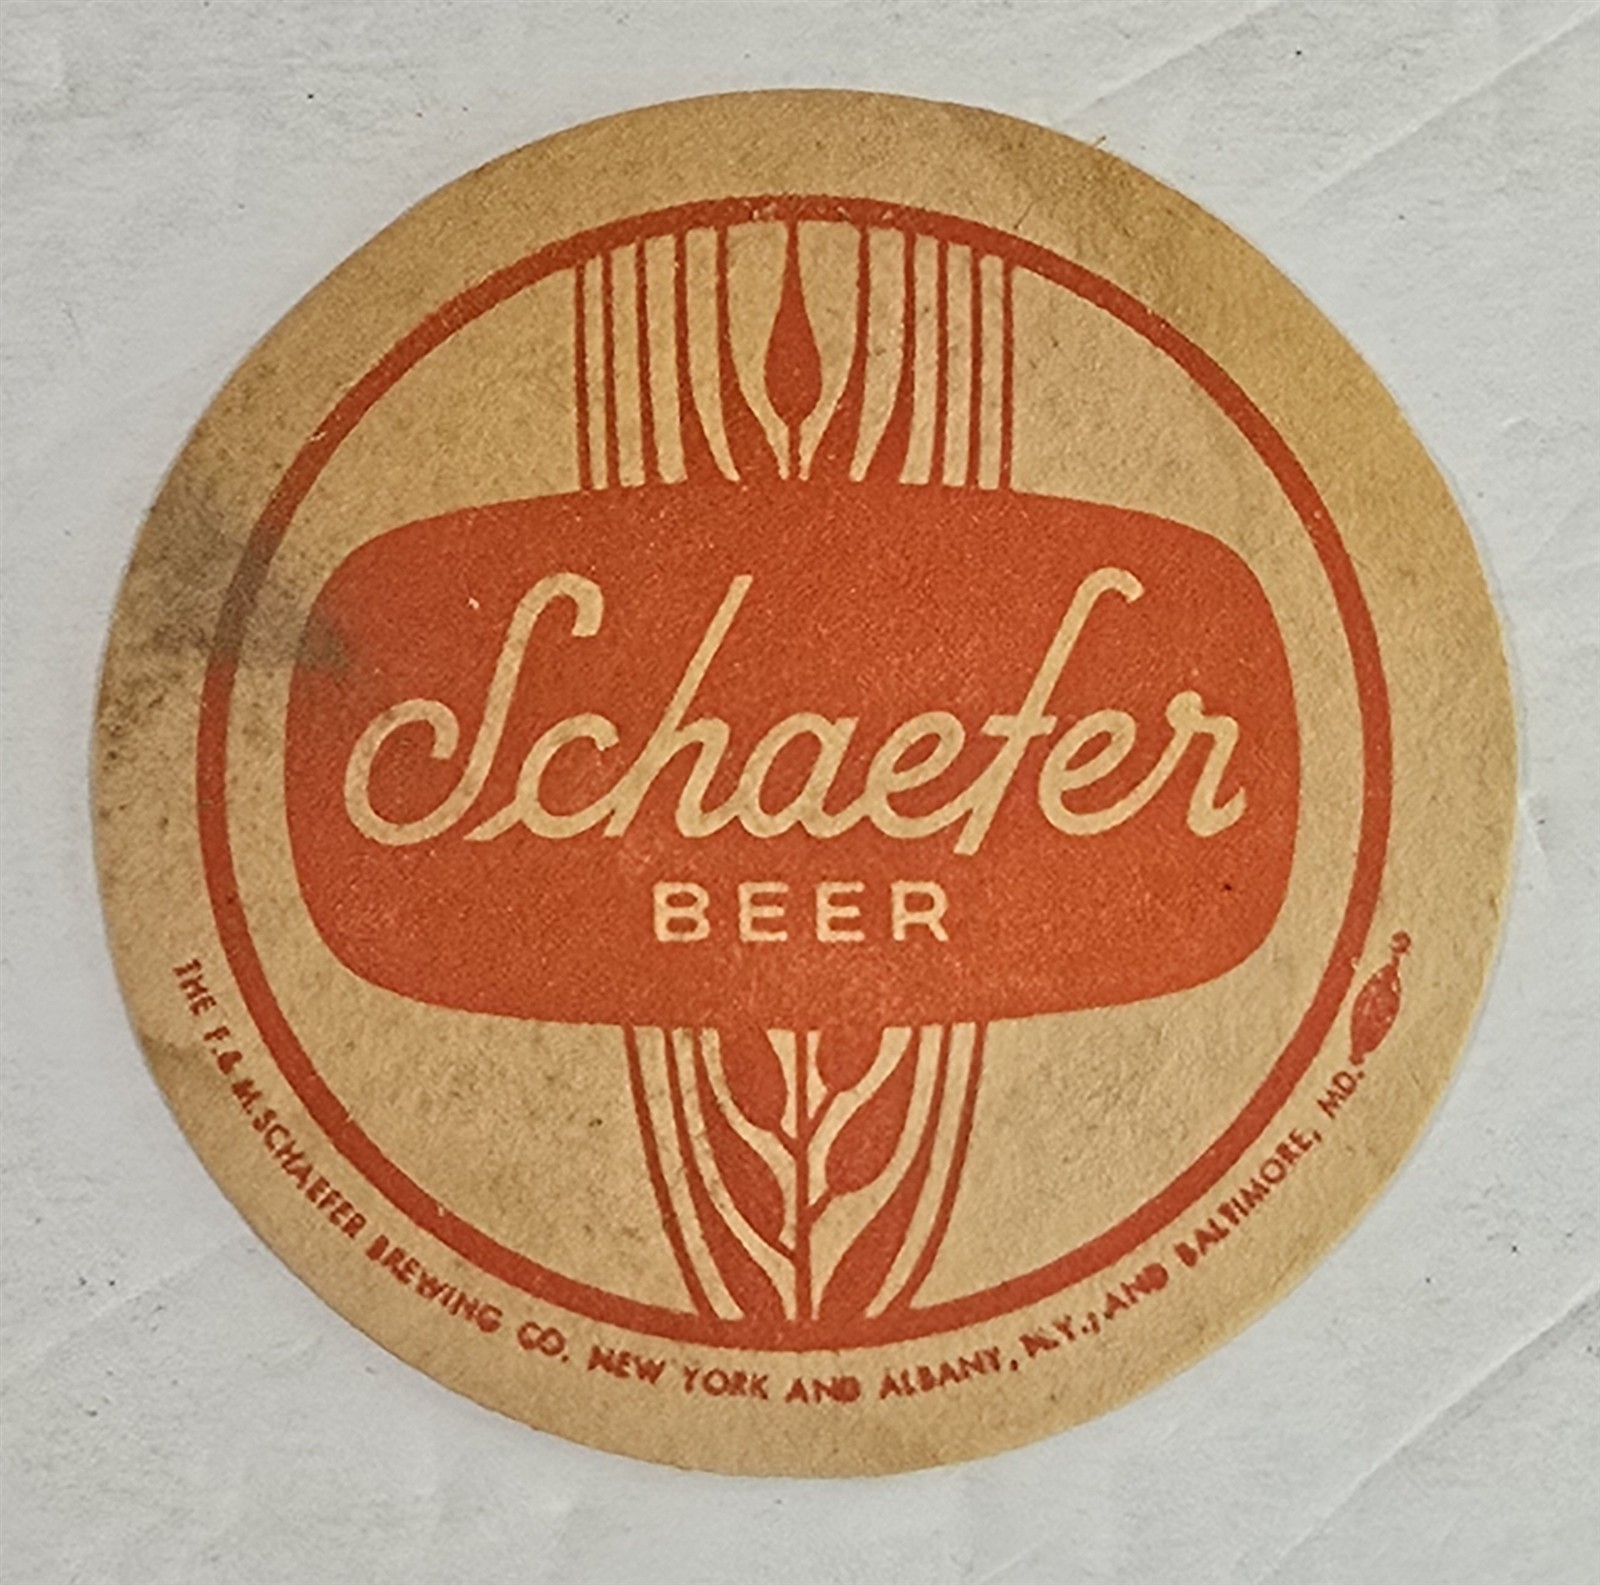 Schaefer
BEER
THE F. & M. SCHAEFER BREWING CO. NEW YORK AND ALBANY, N.Y., AND BALTIMORE, MD.